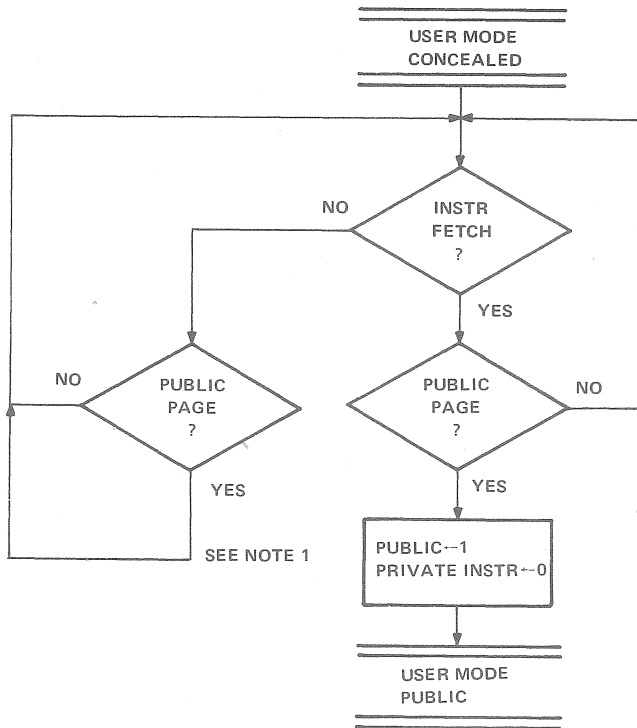 USER MODE
CONCEALED
NO
INSTR
FETCH
?
YES
NO
PUBLIC
PAGE
?
YES
SEE NOTE 1
PUBLIC
PAGE
?
NO
YES
PUBLIC←1
PRIVATE INSTR←0
USER MODE
PUBLIC